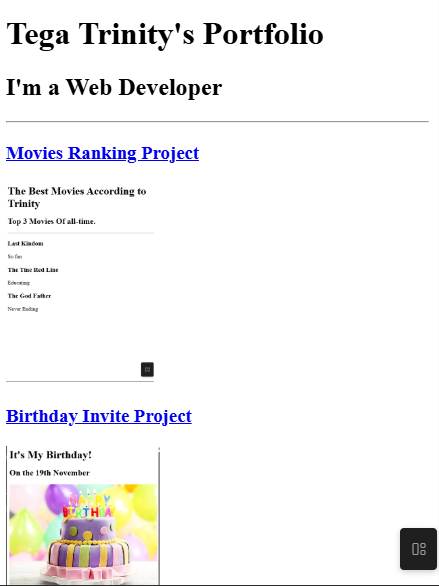 Tega Trinity's Portfolio
I'm a Web Developer
Movies Ranking Project
The Best Movies According to
Trinity
Top 3 Movies Of all-time.
Last Kindom
So fun
The Tine Red Line
Educating
The God Father
Never Ending
Birthday Invite Project
It's My Birthday!
On the 19th November
HAPPY
BIRTHDAY